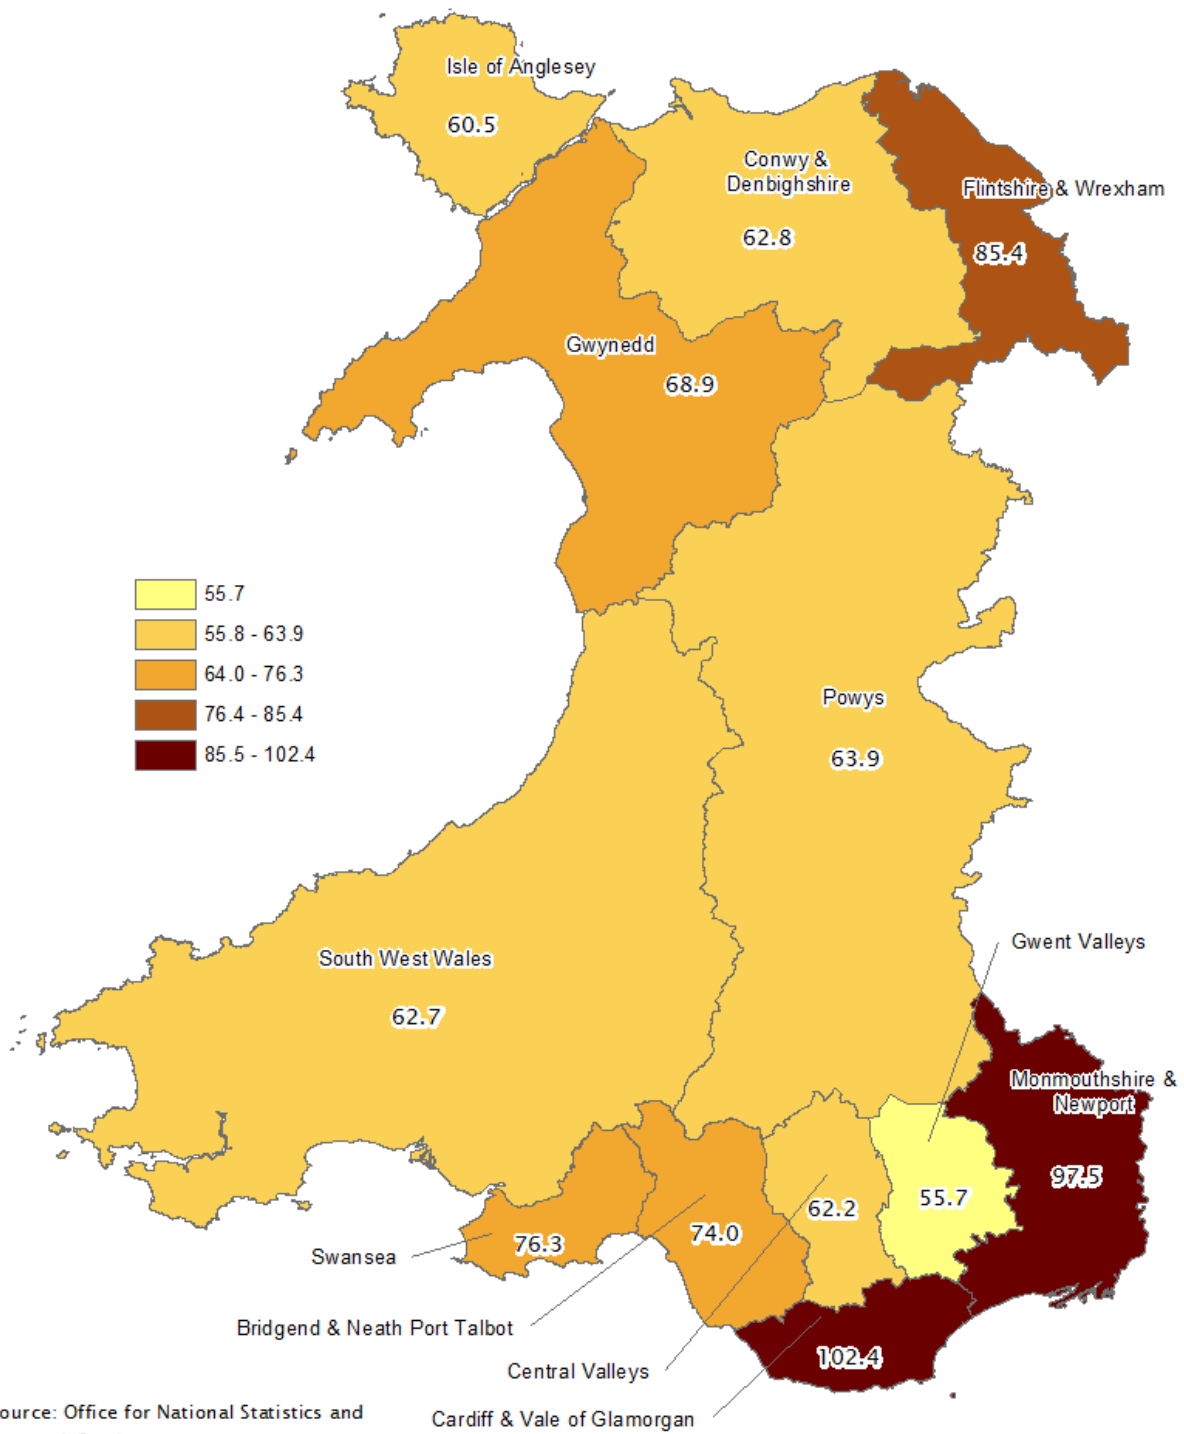 Isle of Anglesey
60.5
Conwy &
Denbighshire
62.8
Flintshire & Wrexham
85.4
Gwynedd
68.9
55.7
55.8 - 63.9
64.0 - 76.3
76.4 - 85.4
85.5 - 102.4
Powys
63.9
South West Wales
62.7
Gwent Valleys
Monmouthshire &
Newport
97.5
55.7
62.2
74.0
76.3
Swansea
Bridgend & Neath Port Talbot
Central Valleys
102.4
Cardiff & Vale of Glamorgan
ource: Office for National Statistics and